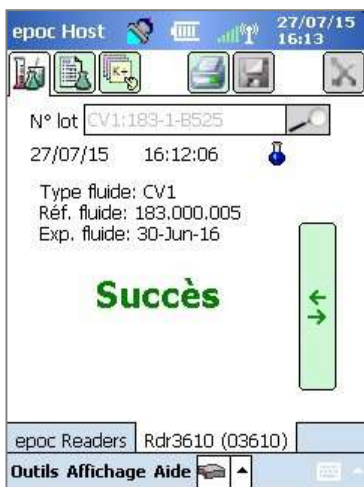 epoc Host 27/07/15
16:13
K+
N° lot CV1:183-1-B525
27/07/15 16:12:06
Type fluide: CV1
Réf. fluide: 183.000.005
Exp. fluide: 30-Jun-16
Succès
epoc Readers Rdr3610 (03610)
Outils Affichage Aide